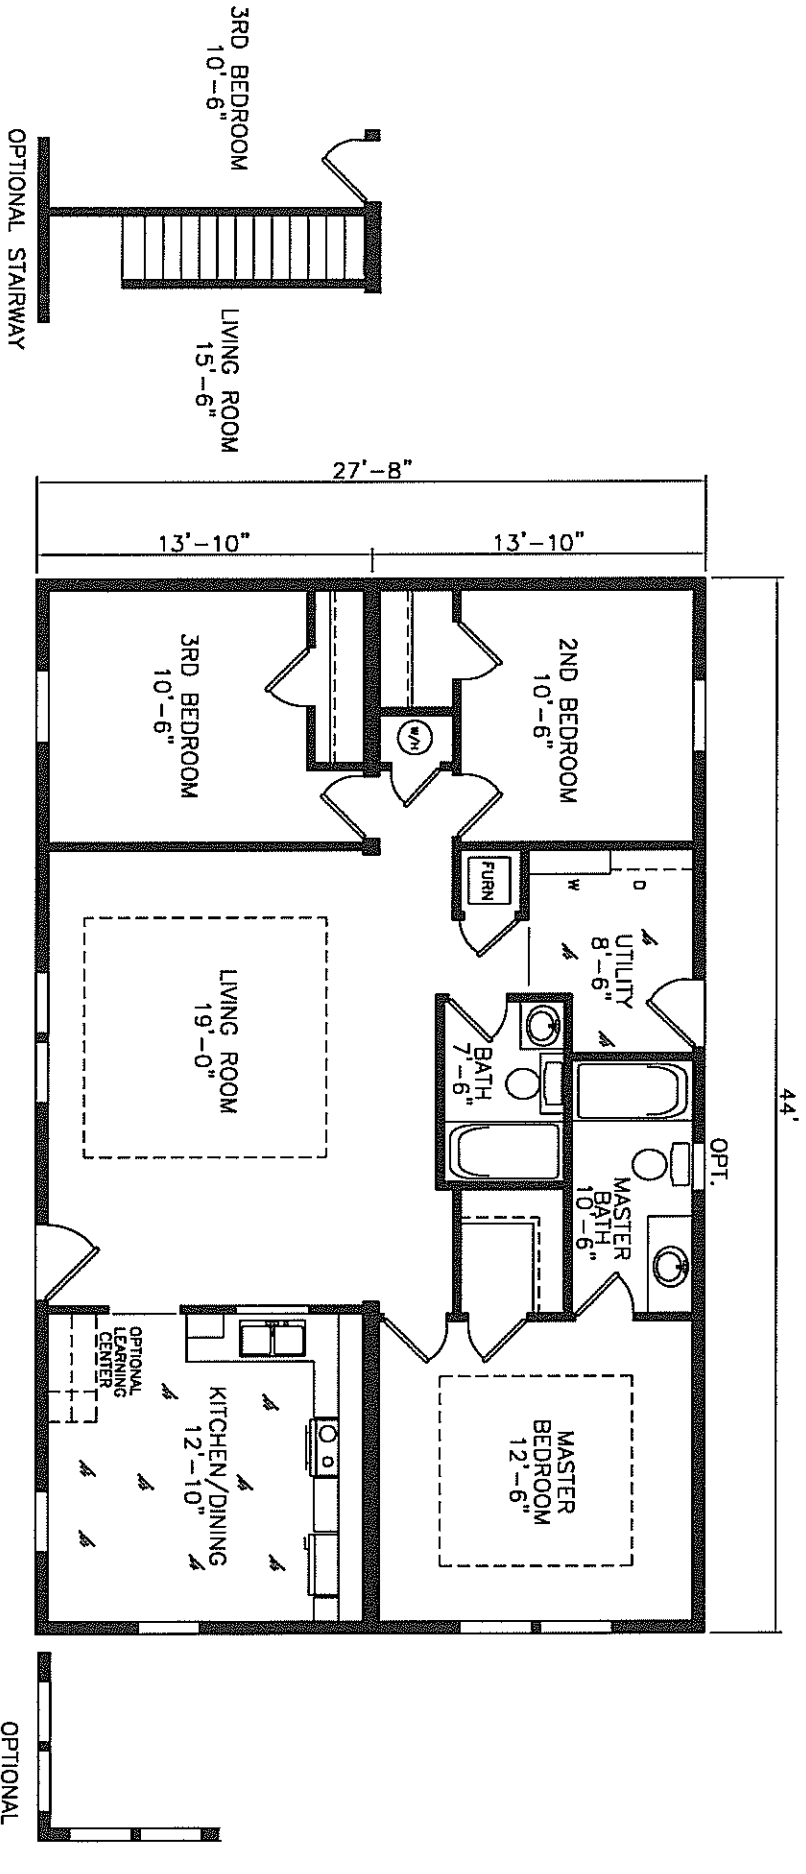 3RD BEDROOM
10'-6"
LIVING ROOM
15'-6"
OPTIONAL STAIRWAY
27'-8"
13'-10"
13'-10"
44'
3RD BEDROOM
10'-6"
2ND BEDROOM
10'-6"
W/H
FURN
W
D
UTILITY
8'-6"
LIVING ROOM
19'-0"
BATH
7'-6"
OPT.
MASTER
BATH
10'-6"
OPTIONAL
LEARNING
CENTER
KITCHEN/DINING
12'-10"
MASTER
BEDROOM
12'-6"
OPTIONAL